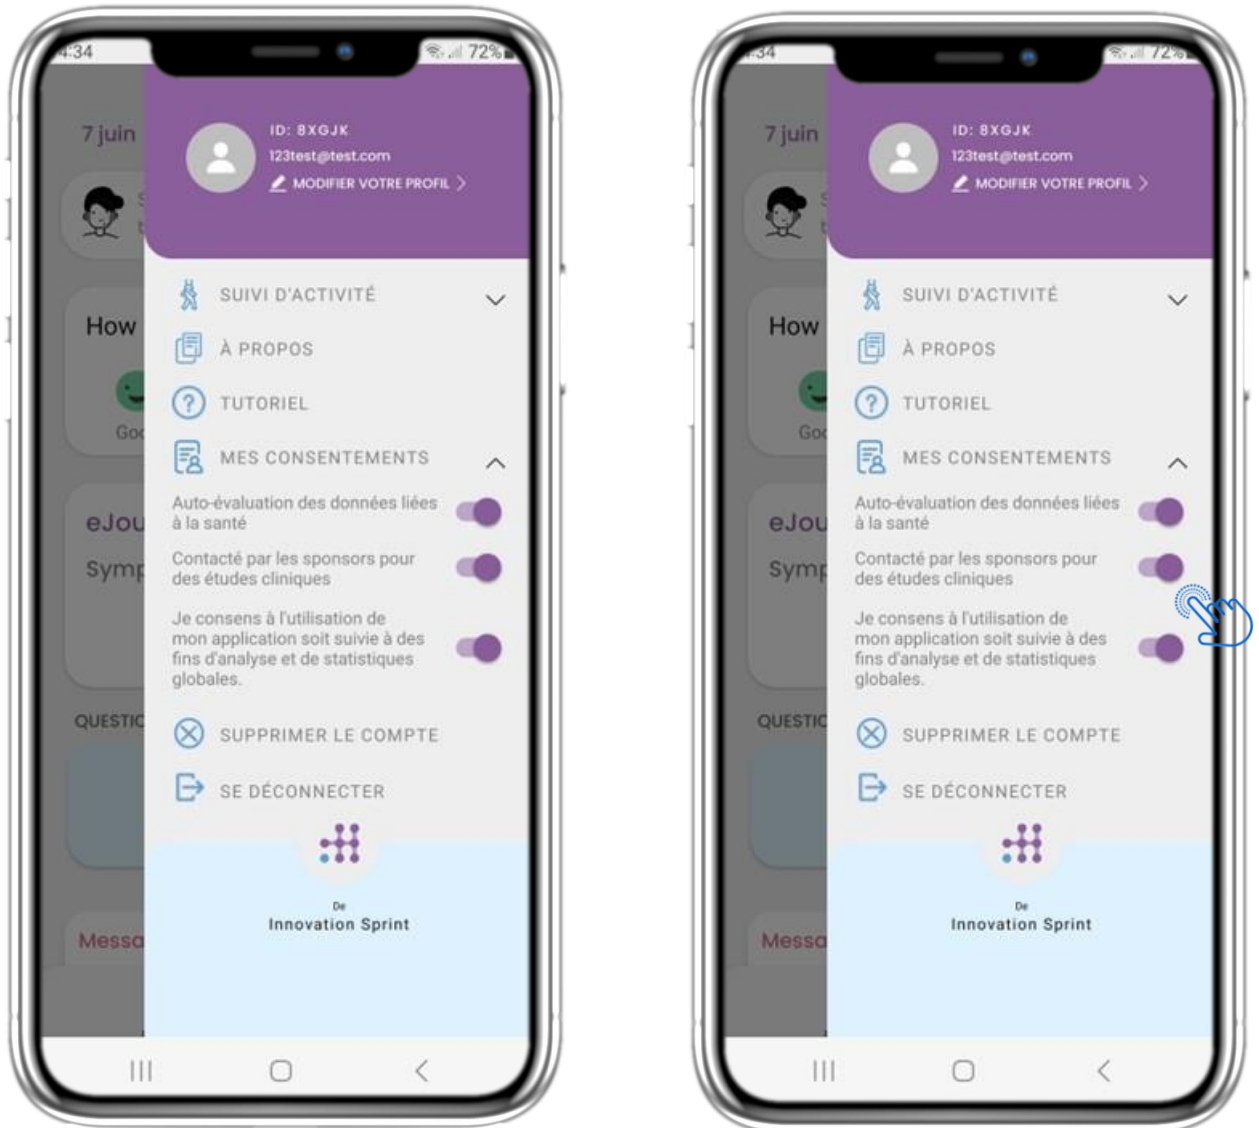 4:34
72%
7 juin
ID: 8XGJK
123test@test.com
MODIFIER VOTRE PROFIL
SUIVI D'ACTIVITÉ
How
À PROPOS
TUTORIEL
MES CONSENTEMENTS
Auto-évaluation des données liées
à la santé
eJou
Contacté par les sponsors pour
des études cliniques
Symp
Je consens à l'utilisation de
mon application soit suivie à des
fins d'analyse et de statistiques
globales.
QUESTIO
SUPPRIMER LE COMPTE
SE DÉCONNECTER
De
Innovation Sprint
Messa
:34
72%
7 juin
ID: 8XGJK
123test@test.com
MODIFIER VOTRE PROFIL
SUIVI D'ACTIVITÉ
How
À PROPOS
TUTORIEL
MES CONSENTEMENTS
Auto-évaluation des données liées
à la santé
eJou
Contacté par les sponsors pour
des études cliniques
Symp
Je consens à l'utilisation de
mon application soit suivie à des
fins d'analyse et de statistiques
globales.
QUESTIO
SUPPRIMER LE COMPTE
SE DÉCONNECTER
De
Innovation Sprint
Messa